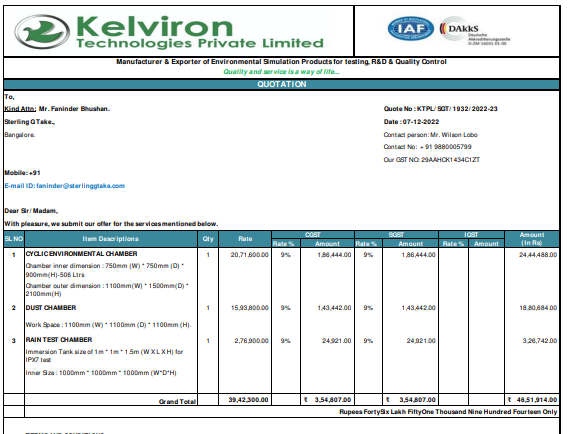 Kelviron
Technologies Private Limited
IAF
DAkkS
Deutsche
Akkreditierungsstelle
Manufacturer & Exporter of Environmental Simulation Products for testing, R&D & Quality Control
Quality and service is a way of life...
QUOTATION
To,
Kind Attn; Mr. Faninder Bhushan.
Quote No : KTPL/ SGT/ 1932/ 2022-23
Sterling G Take.,
Date : 07-12-2022
Bangalore.
Contact person: Mr. Wilson Lobo
Contact No: + 91 9880005799
Our GST NO: 29AAHCK1434C1ZT
Mobile: +91
E-mail ID: faninder@sterlinggtake.com
Dear Sir/ Madam,
With pleasure, we submit our offer for the services mentioned below.
SL NO Item Descriptions Qty Rate CGST SGST IGST Amount (In Rs)
Rate % Amount Rate % Amount Rate % Amount
1 CYCLIC ENVIRONMENTAL CHAMBER 1 20,71,600.00 9% 1,86,444.00 9% 1,86,444.00 24,44,488.00
Chamber inner dimension : 750mm (W) * 750mm (D) *
900mm(H)-506 Ltrs
Chamber outer dimension : 1100mm(W) * 1500mm(D) *
2100mm(H)
2 DUST CHAMBER 1 15,93,800.00 9% 1,43,442.00 9% 1,43,442.00 18,80,684.00
Work Space : 1100mm (W) * 1100mm (D) * 1100mm (H).
3 RAIN TEST CHAMBER 1 2,76,900.00 9% 24,921.00 9% 24,921.00 3,26,742.00
Immersion Tank size of 1m * 1m * 1.5m (W X L X H) for
IPX7 test
Inner Size : 1000mm * 1000mm * 1000mm (W*D*H)
Grand Total 39,42,300.00 ₹ 3,54,807.00 ₹ 3,54,807.00 ₹ 46,51,914.00
Rupees FortySix Lakh FiftyOne Thousand Nine Hundred Fourteen Only